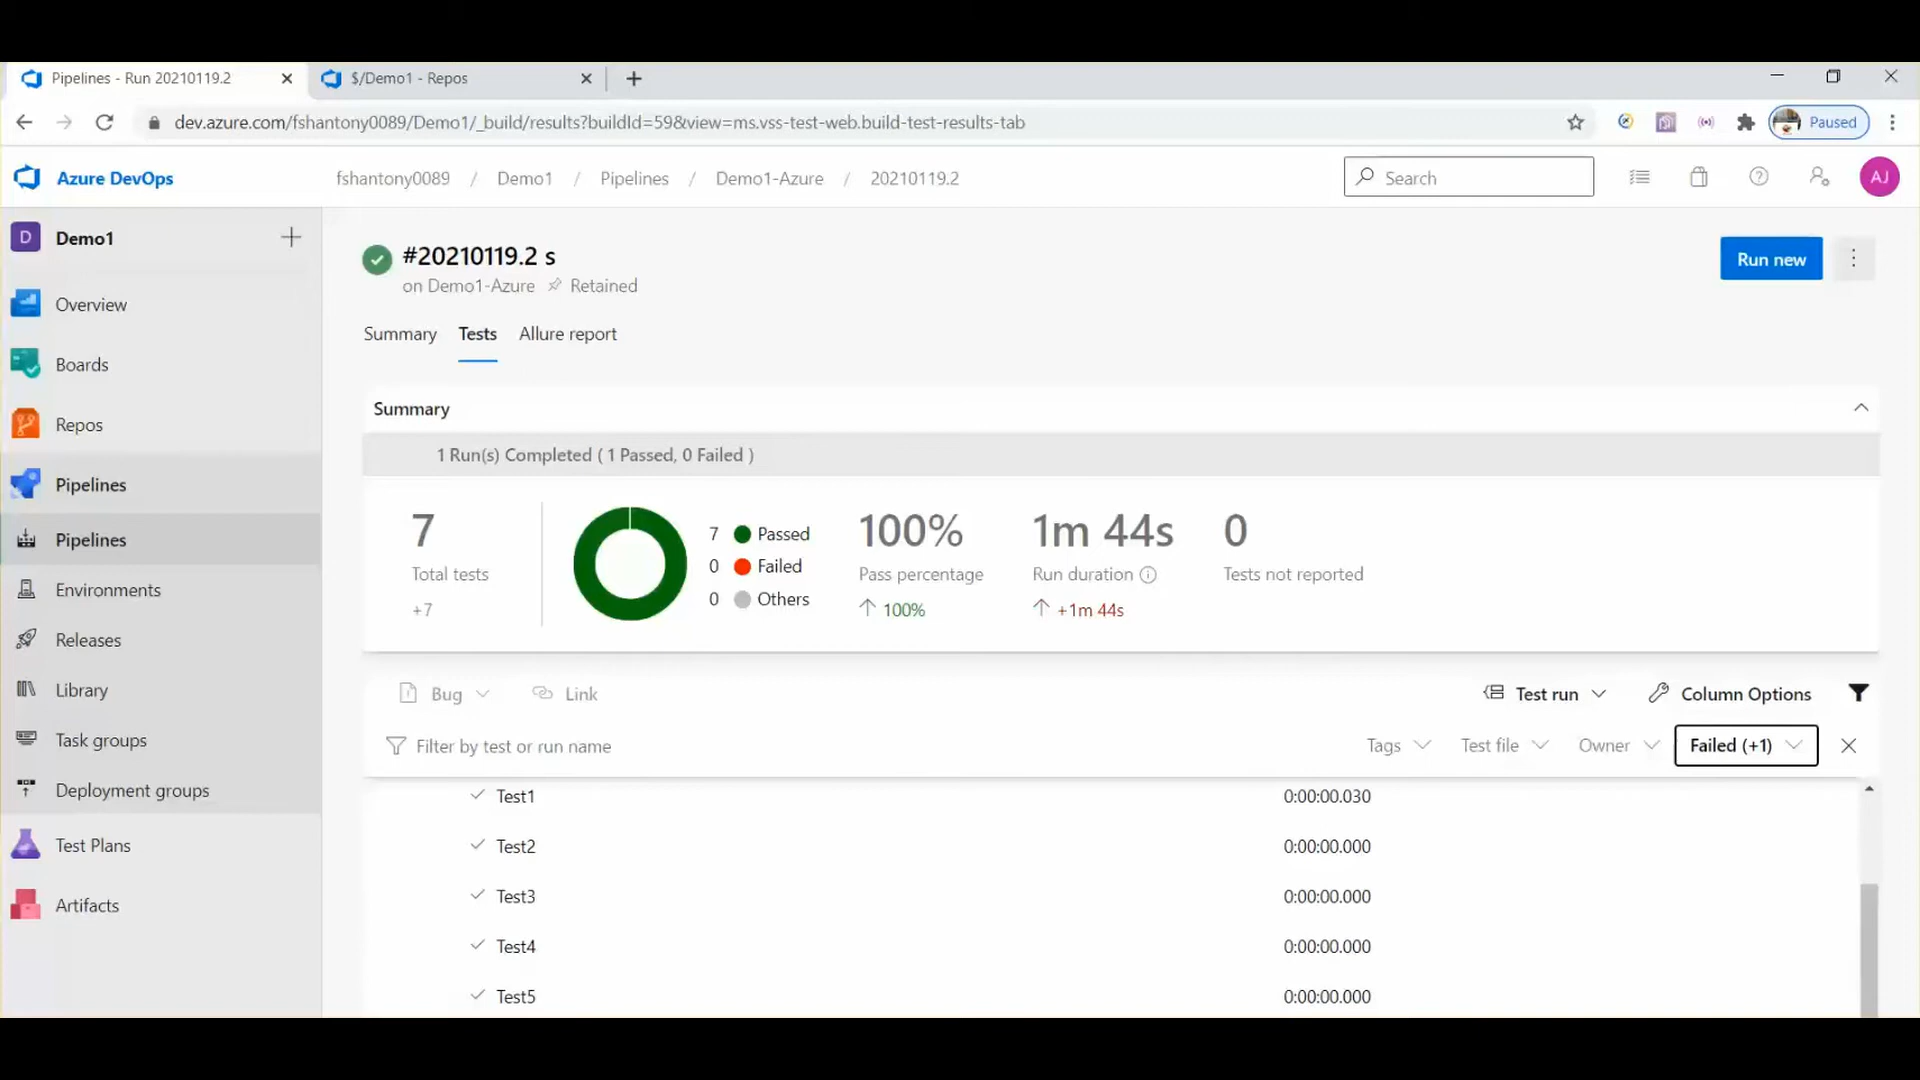 Pipelines - Run 20210119.2
$/Demo1 - Repos
dev.azure.com/fshantony0089/Demo1/_build/results?buildId=59&view=ms.vss-test-web.build-test-results-tab
Paused
Azure DevOps
fshantony0089 / Demo1 / Pipelines / Demo1-Azure / 20210119.2
Search
AJ
D Demo1
Overview
Boards
Repos
Pipelines
Pipelines
Environments
Releases
Library
Task groups
Deployment groups
Test Plans
Artifacts
#20210119.2 s
on Demo1-Azure Retained
Run new
Summary Tests Allure report
Summary
1 Run(s) Completed ( 1 Passed, 0 Failed )
7
Total tests
+7
7 Passed
0 Failed
0 Others
100%
Pass percentage
100%
1m 44s
Run duration
+1m 44s
0
Tests not reported
Bug Link Test run Column Options
Filter by test or run name Tags Test file Owner Failed (+1)
Test1 0:00:00.030
Test2 0:00:00.000
Test3 0:00:00.000
Test4 0:00:00.000
Test5 0:00:00.000